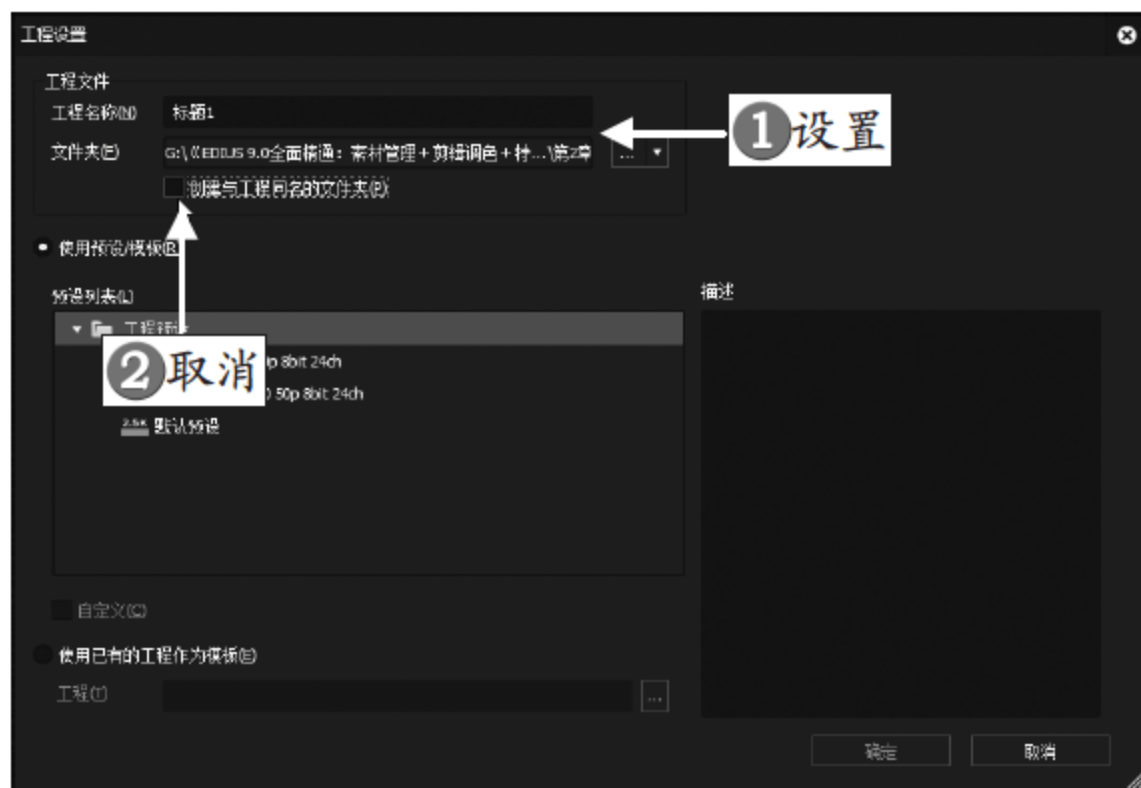 工程设置
工程文件
工程名称(N) 标题1
1 设置
文件夹(E) G:\《EDIUS 9.0全面精通：素材管理+剪辑调色+特...\第2章 ...
创建与工程同名的文件夹(P)
使用预设/模板(R
预设列表(L) 描述
工程
2 取消
p 8bit 24ch
50p 8bit 24ch
2.5K 默认预设
自定义(C)
使用已有的工程作为模板(E)
工程(T) ...
确定 取消